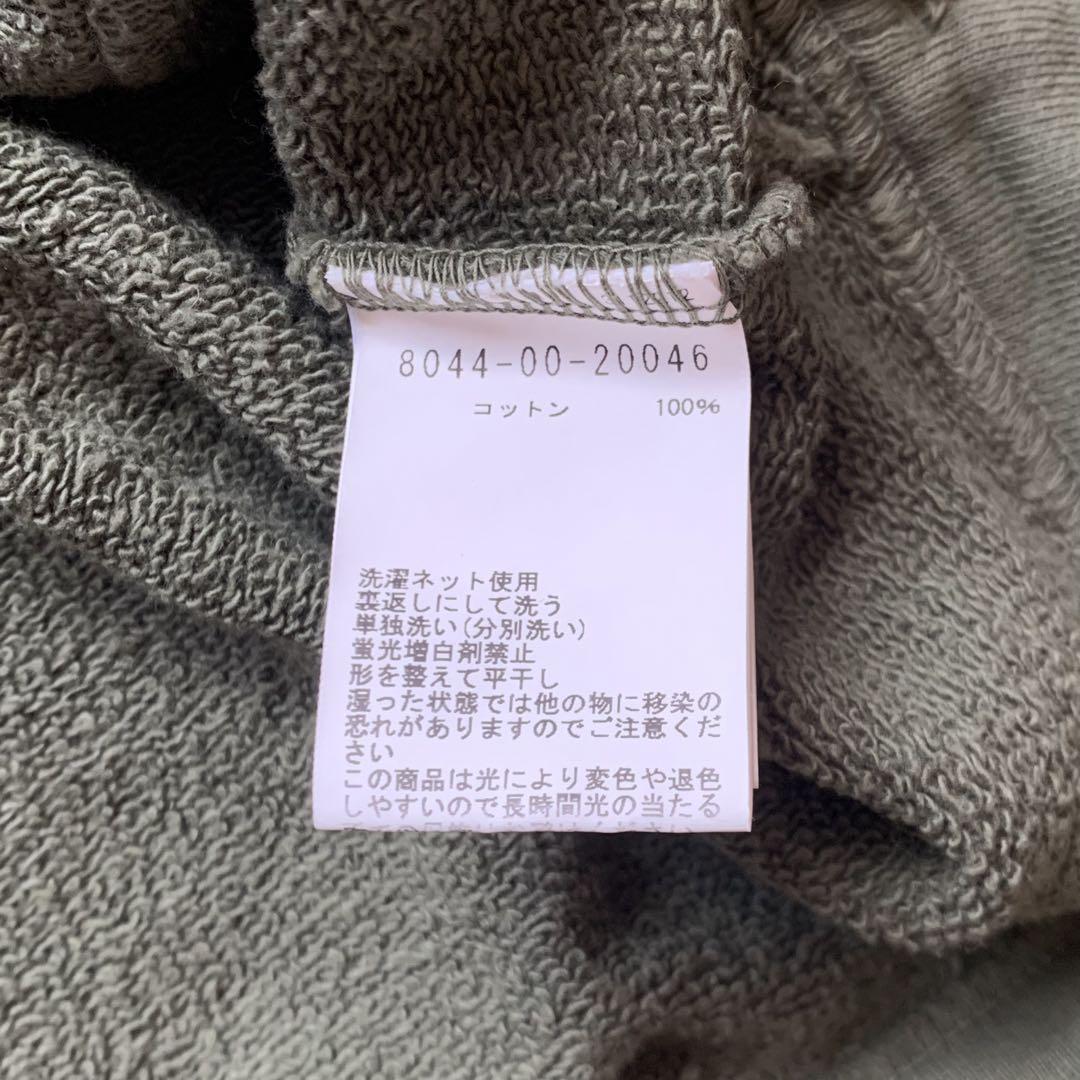 8044-00-20046
コットン 100%
洗濯ネット使用
裏返しにして洗う
単独洗い(分別洗い)
蛍光増白剤禁止
形を整えて平干し
湿った状態では他の物に移染の
恐れがありますのでご注意くだ
さい
この商品は光により変色や退色
しやすいので長時間光の当たる